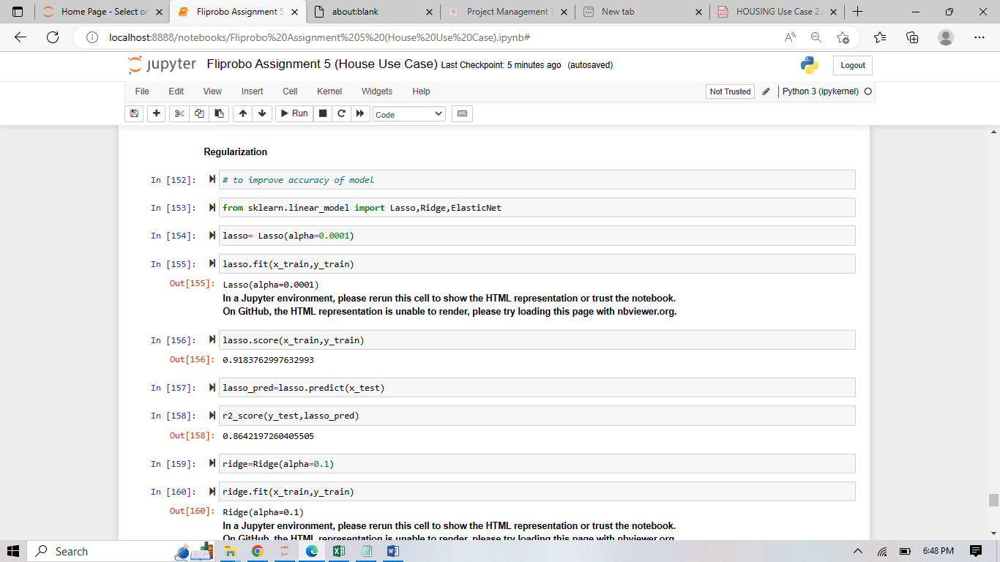 Home Page - Select or
Fliprobo Assignment 5
about:blank
Project Management T
New tab
HOUSING Use Case 2.p
localhost:8888/notebooks/Fliprobo%20Assignment%205%20(House%20Use%20Case).ipynb#
jupyter Fliprobo Assignment 5 (House Use Case) Last Checkpoint: 5 minutes ago (autosaved)
Logout
File Edit View Insert Cell Kernel Widgets Help
Not Trusted
Python 3 (ipykernel)
Run
Code
Regularization
In [152]: # to improve accuracy of model
In [153]: from sklearn.linear_model import Lasso,Ridge,ElasticNet
In [154]: lasso= Lasso(alpha=0.0001)
In [155]: lasso.fit(x_train,y_train)
Out[155]: Lasso(alpha=0.0001)
In a Jupyter environment, please rerun this cell to show the HTML representation or trust the notebook.
On GitHub, the HTML representation is unable to render, please try loading this page with nbviewer.org.
In [156]: lasso.score(x_train,y_train)
Out[156]: 0.9183762997632993
In [157]: lasso_pred=lasso.predict(x_test)
In [158]: r2_score(y_test,lasso_pred)
Out[158]: 0.8642197260405505
In [159]: ridge=Ridge(alpha=0.1)
In [160]: ridge.fit(x_train,y_train)
Out[160]: Ridge(alpha=0.1)
In a Jupyter environment, please rerun this cell to show the HTML representation or trust the notebook.
On GitHub, the HTML representation is unable to render, please try loading this page with nbviewer.org.
Search
6:48 PM